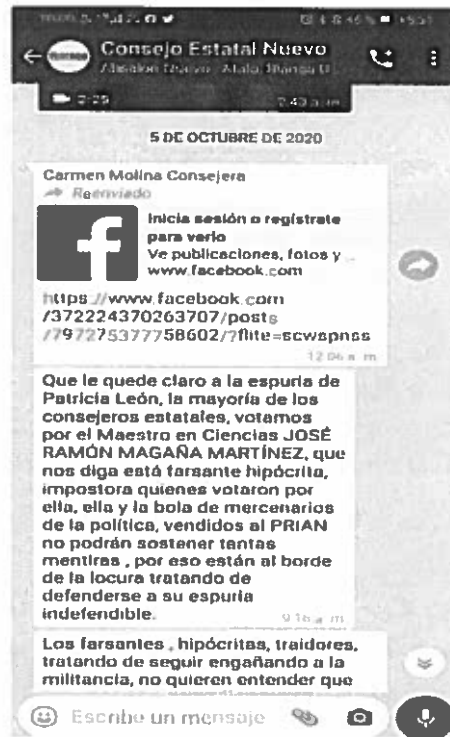 Consejo Estatal Nuevo
5 DE OCTUBRE DE 2020
Carmen Molina Consejera
Reenviado
Inicia sesión o regístrate
para verlo
Ve publicaciones, fotos y
www.facebook.com
https://www.facebook.com
/372224370263707/posts
/797275377758602/?flite=scwspnss
12:06 a. m.
Que le quede claro a la espuria de
Patricia León, la mayoría de los
consejeros estatales, votamos
por el Maestro en Ciencias JOSÉ
RAMÓN MAGAÑA MARTÍNEZ, que
nos diga está farsante hipócrita,
impostora quienes votaron por
ella, ella y la bola de mercenarios
de la política, vendidos al PRIAN
no podrán sostener tantas
mentiras , por eso están al borde
de la locura tratando de
defenderse a su espuria
indefendible.
9:16 a. m.
Los farsantes , hipócritas, traidores,
tratando de seguir engañando a la
militancia, no quieren entender que
Escribe un mensaje